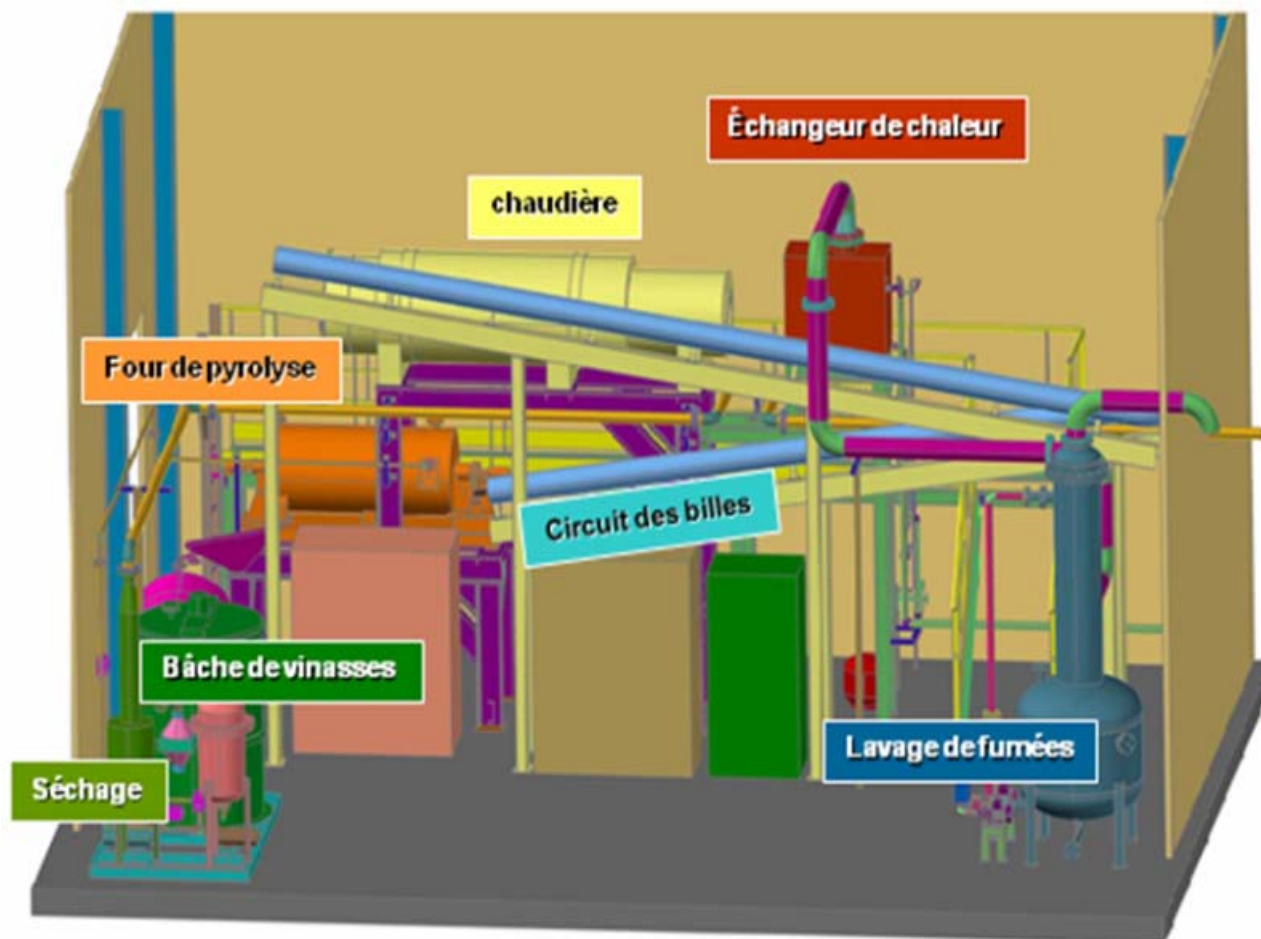 Échangeur de chaleur
chaudière
Four de pyrolyse
Circuit des billes
Bâche de vinasses
Lavage de fumées
Séchage